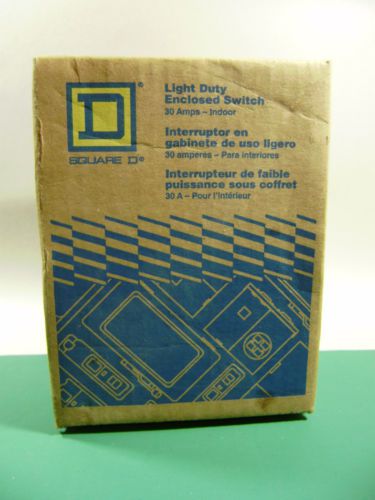 D
®
SQUARE D®
Light Duty
Enclosed Switch
30 Amps – Indoor
Interruptor en
gabinete de uso ligero
30 amperes – Para interiores
Interrupteur de faible
puissance sous coffret
30 A – Pour l'intérieur